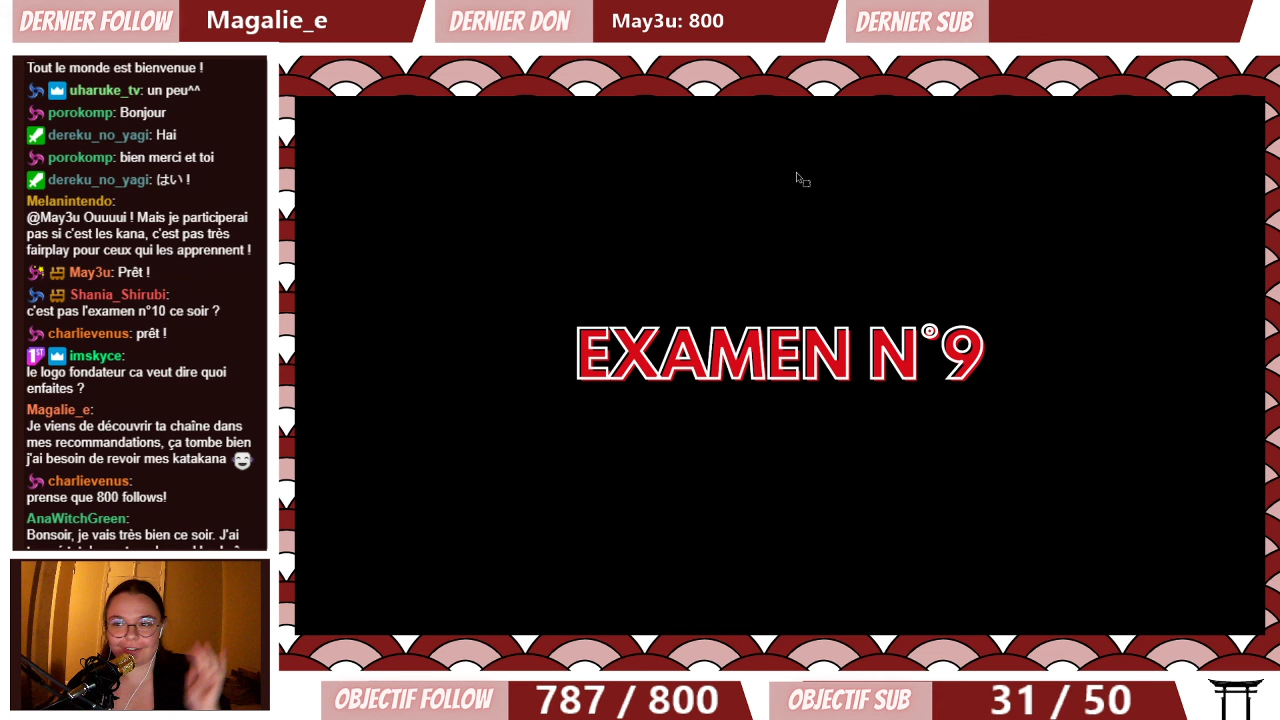 DERNIER FOLLOW
Magalie_e
DERNIER DON
May3u: 800
DERNIER SUB
Tout le monde est bienvenue !
uharuke_tv: un peu^^
porokomp: Bonjour
dereku_no_yagi: Hai
porokomp: bien merci et toi
dereku_no_yagi: はい !
Melanintendo:
@May3u Ouuuui ! Mais je participerai
pas si c'est les kana, c'est pas très
fairplay pour ceux qui les apprennent !
May3u: Prêt !
Shania_Shirubi:
c'est pas l'examen n°10 ce soir ?
charlievenus: prêt !
1ST imskyce:
le logo fondateur ca veut dire quoi
enfaites ?
Magalie_e:
Je viens de découvrir ta chaîne dans
mes recommandations, ça tombe bien
j'ai besoin de revoir mes katakana
charlievenus:
prense que 800 follows!
AnaWitchGreen:
Bonsoir, je vais très bien ce soir. J'ai
EXAMEN N°9
OBJECTIF FOLLOW
787 / 800
OBJECTIF SUB
31 / 50